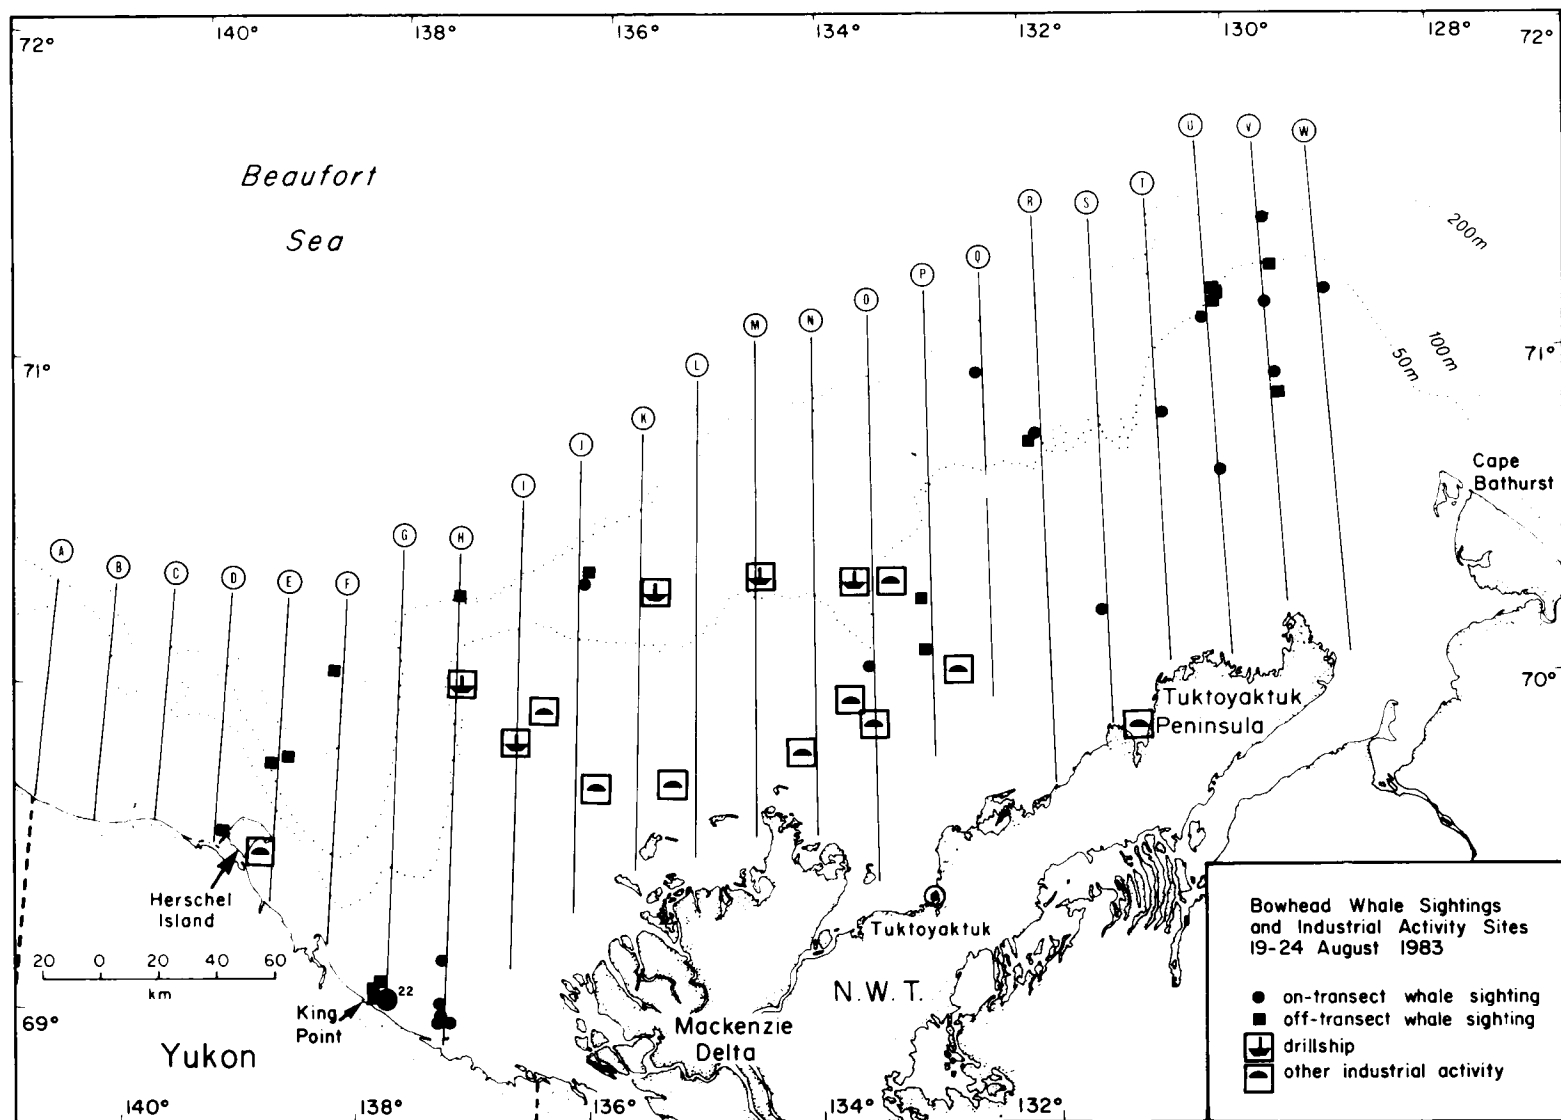 140°
138°
136°
134°
132°
130°
128°
72°
72°
Beaufort
Sea
U
V
W
T
R
S
Q
P
O
M
N
L
K
J
I
G
H
A
B
C
D
E
F
200m
100m
50m
71°
71°
Cape
Bathurst
70°
Tuktoyaktuk
Peninsula
Herschel
Island
Tuktoyaktuk
20 0 20 40 60
km
22
King
Point
N.W.T.
69°
Yukon
Mackenzie
Delta
Bowhead Whale Sightings
and Industrial Activity Sites
19-24 August 1983
on-transect whale sighting
off-transect whale sighting
drillship
other industrial activity
140°
138°
136°
134°
132°